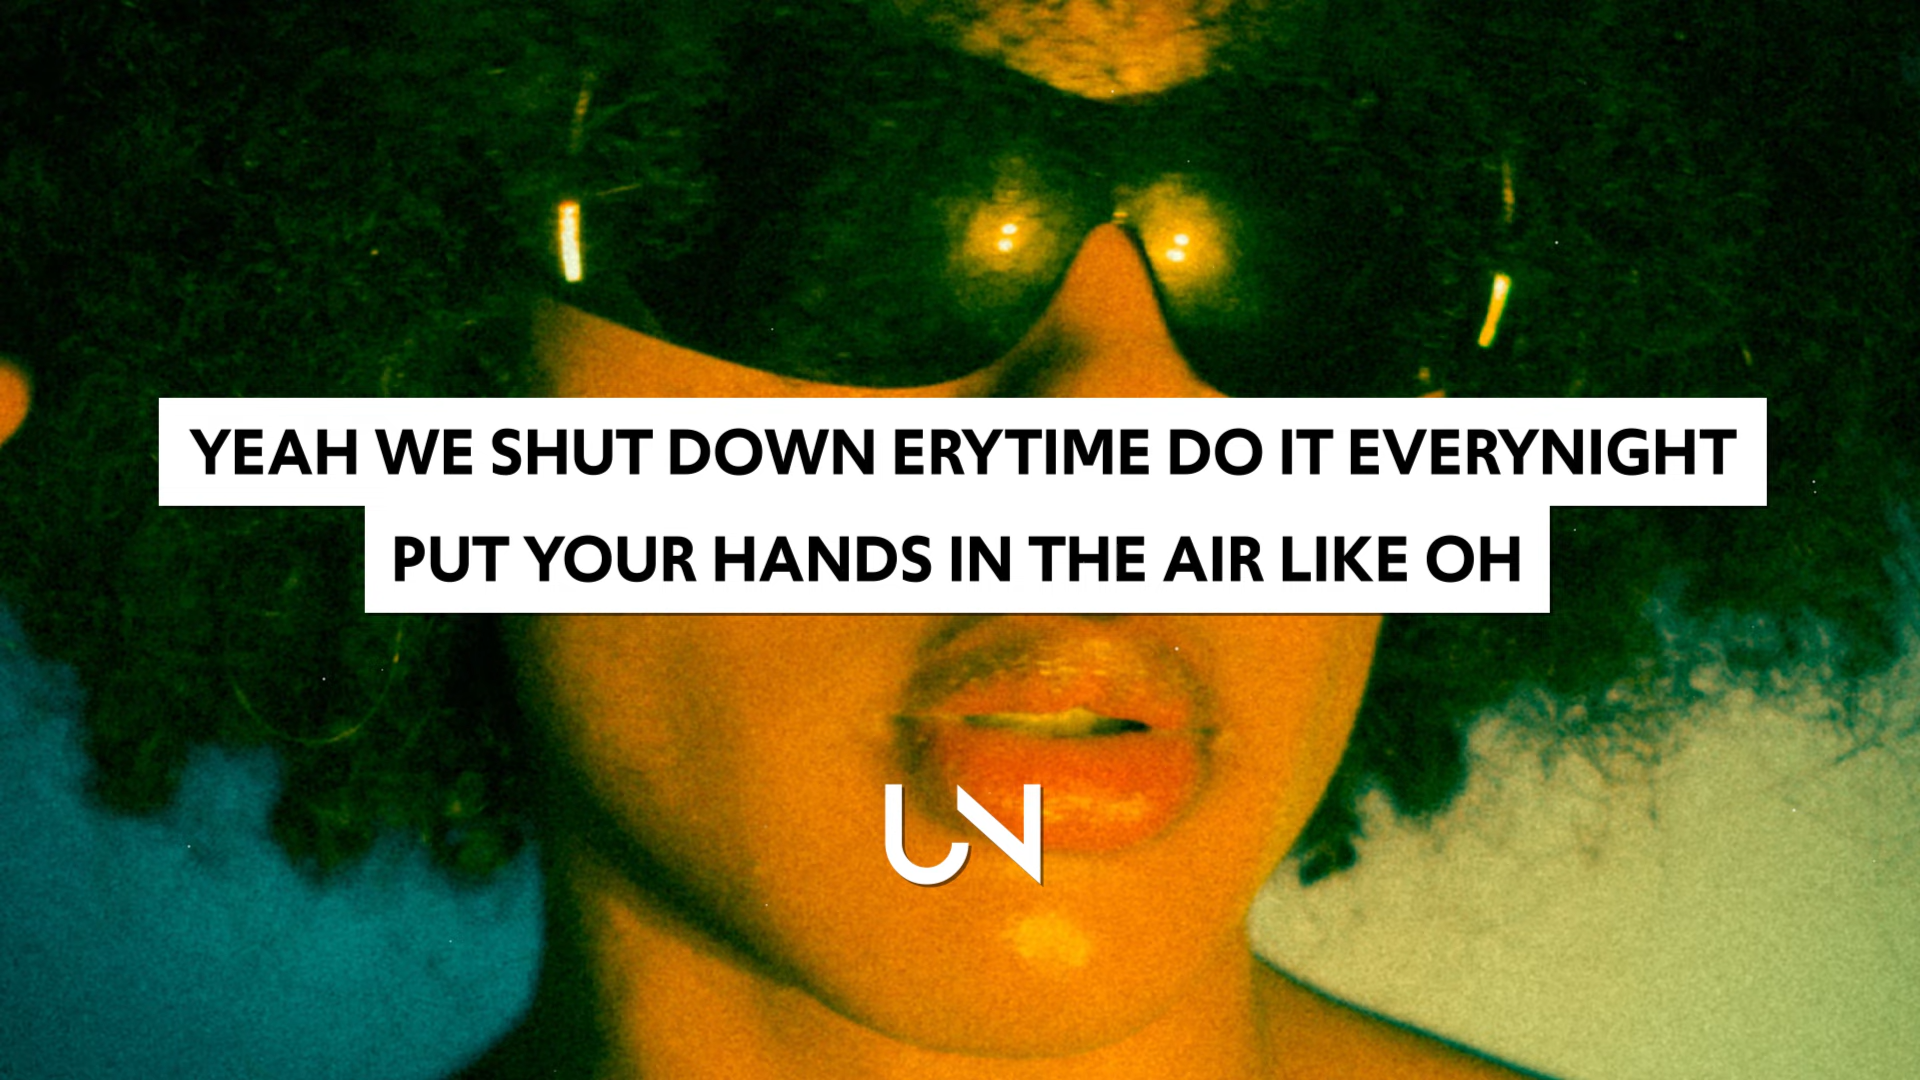 YEAH WE SHUT DOWN ERYTIME DO IT EVERYNIGHT
PUT YOUR HANDS IN THE AIR LIKE OH
UN